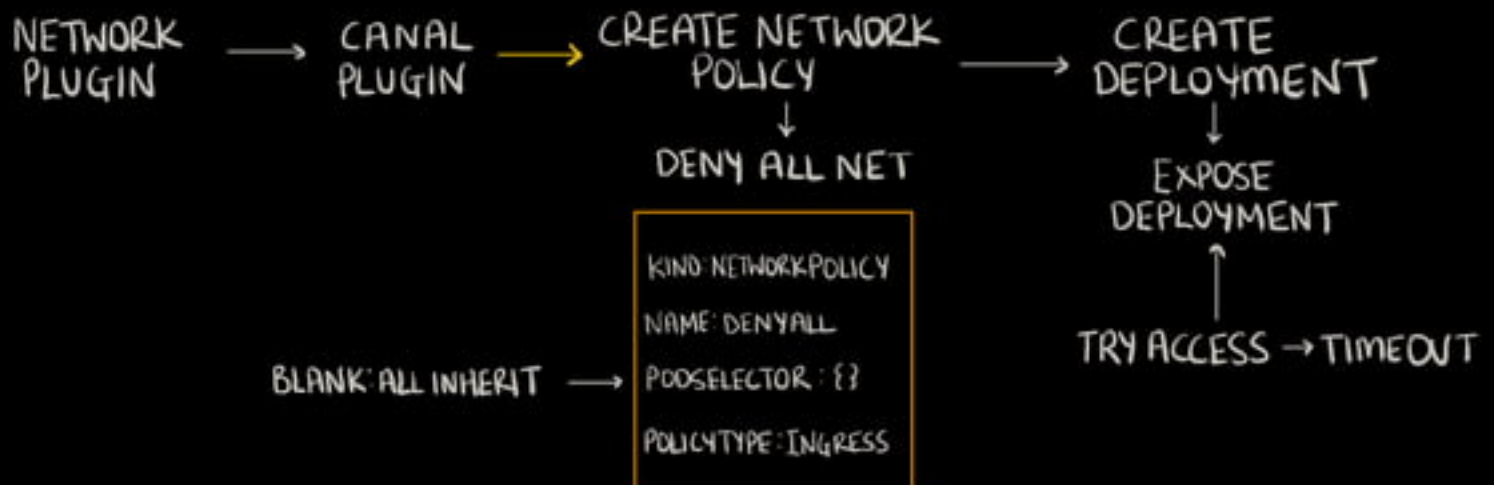 NETWORK
PLUGIN
CANAL
PLUGIN
CREATE NETWORK
POLICY
CREATE
DEPLOYMENT
DENY ALL NET
EXPOSE
DEPLOYMENT
KIND:NETWORKPOLICY
NAME:DENYALL
TRY ACCESS → TIMEOUT
BLANK:ALL INHERIT
PODSELECTOR : {}
POLICYTYPE:INGRESS